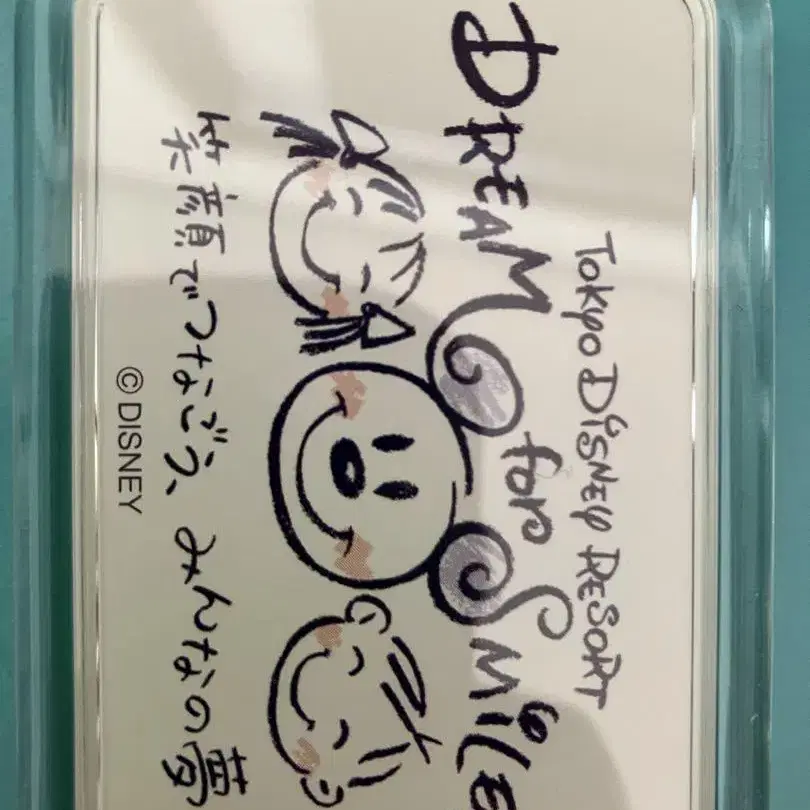 Tokyo Disney Resort
DREAM for SMiLE
笑顔でつなごう、みんなの夢
© DISNEY